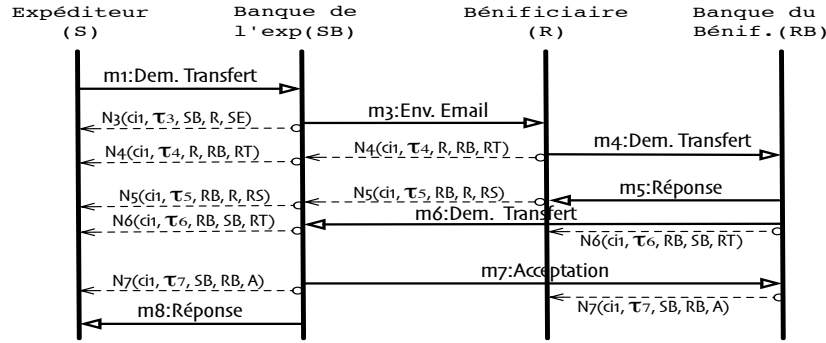 Expéditeur (S)
Banque de l'exp(SB)
Bénificiaire (R)
Banque du Bénif.(RB)
m1:Dem. Transfert
m3:Env. Email
N3(ci1, τ3, SB, R, SE)
N4(ci1, τ4, R, RB, RT)
N4(ci1, τ4, R, RB, RT)
m4:Dem. Transfert
N5(ci1, τ5, RB, R, RS)
N5(ci1, τ5, RB, R, RS)
m5:Réponse
m6:Dem. Transfert
N6(ci1, τ6, RB, SB, RT)
N6(ci1, τ6, RB, SB, RT)
m7:Acceptation
N7(ci1, τ7, SB, RB, A)
N7(ci1, τ7, SB, RB, A)
m8:Réponse